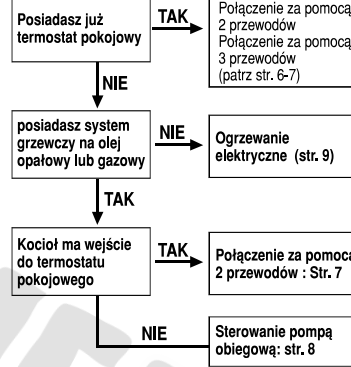 Posiadasz już
termostat pokojowy
TAK
Połączenie za pomocą
2 przewodów
Połączenie za pomocą
3 przewodów
(patrz str. 6-7)
NIE
posiadasz system
grzewczy na olej
opałowy lub gazowy
NIE
Ogrzewanie
elektryczne (str. 9)
TAK
Kocioł ma wejście
do termostatu
pokojowego
TAK
Połączenie za pomocą
2 przewodów : Str. 7
NIE
Sterowanie pompą
obiegową: str. 8